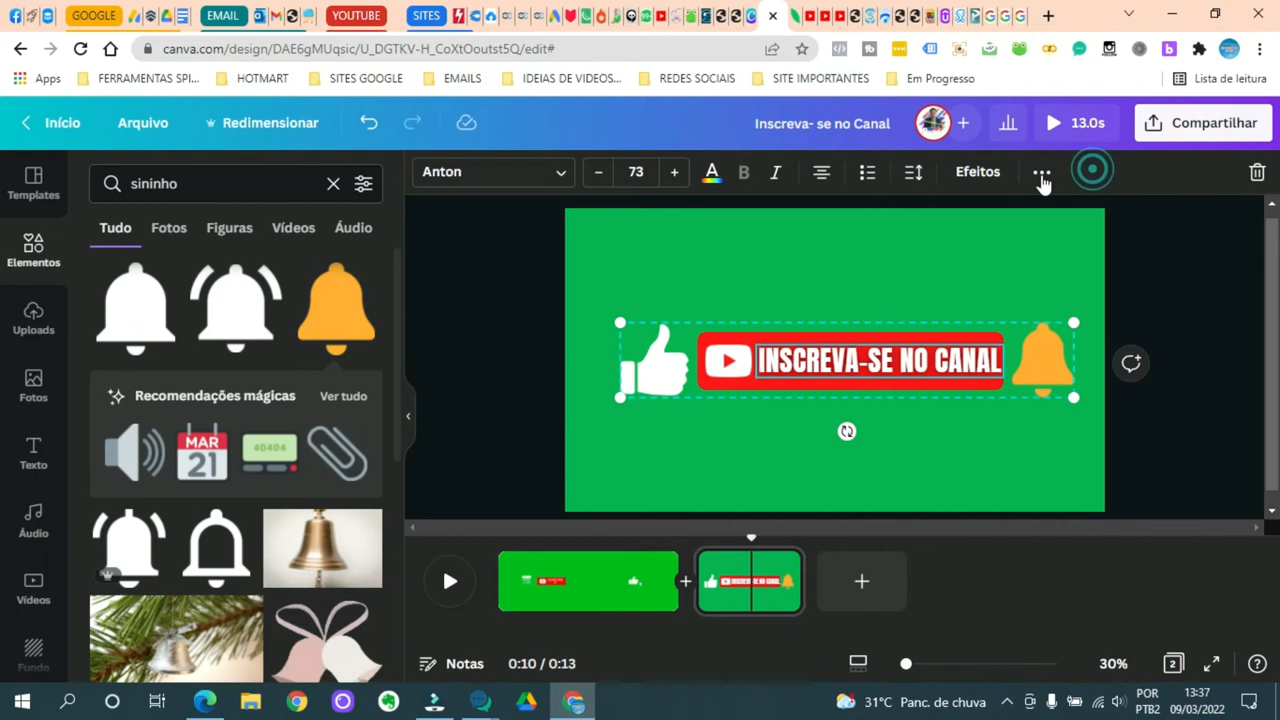 GOOGLE
EMAIL
YOUTUBE
SITES
canva.com/design/DAE6gMUqsic/U_DGTKV-H_CoXtOoutst5Q/edit#
Apps
FERRAMENTAS SPI...
HOTMART
SITES GOOGLE
EMAILS
IDEIAS DE VIDEOS...
REDES SOCIAIS
SITE IMPORTANTES
Em Progresso
Lista de leitura
Início
Arquivo
Redimensionar
Inscreva- se no Canal
13.0s
Compartilhar
Templates
Elementos
Uploads
Fotos
Texto
Áudio
Vídeos
Fundo
sininho
Tudo
Fotos
Figuras
Vídeos
Áudio
Recomendações mágicas
Ver tudo
MAR
21
40404
Anton
73
A
B
I
Efeitos
INSCREVA-SE NO CANAL
INSCREVA-SE NO CANAL
Notas
0:10 / 0:13
30%
2
31°C Panc. de chuva
POR
PTB2
13:37
09/03/2022